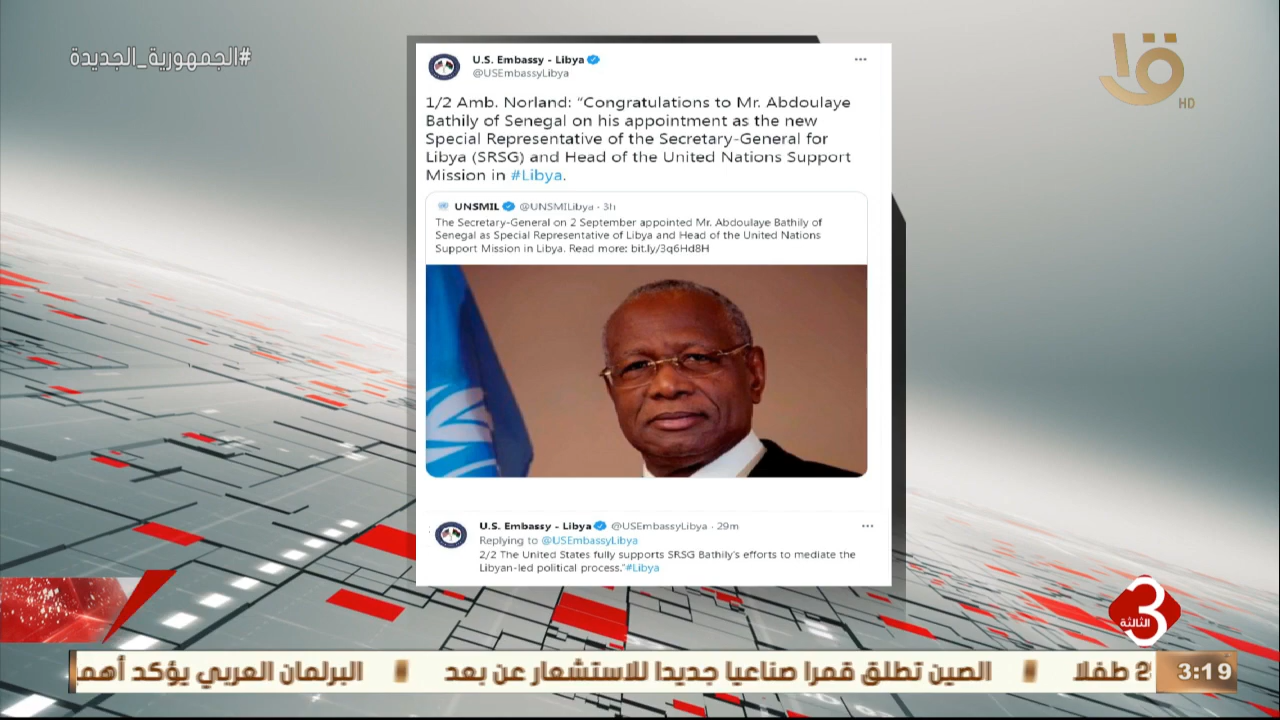 #الجمهورية_الجديدة
HD
U.S. Embassy - Libya
@USEmbassyLibya
1/2 Amb. Norland: “Congratulations to Mr. Abdoulaye
Bathily of Senegal on his appointment as the new
Special Representative of the Secretary-General for
Libya (SRSG) and Head of the United Nations Support
Mission in #Libya.
UNSMIL @UNSMILibya · 3h
The Secretary-General on 2 September appointed Mr. Abdoulaye Bathily of
Senegal as Special Representative of Libya and Head of the United Nations
Support Mission in Libya. Read more: bit.ly/3q6Hd8H
U.S. Embassy - Libya @USEmbassyLibya · 29m
Replying to @USEmbassyLibya
2/2 The United States fully supports SRSG Bathily's efforts to mediate the
Libyan-led political process.”#Libya
3 الثالثة
3:19
طفلا
الصين تطلق قمرا صناعيا جديدا للاستشعار عن بعد
البرلمان العربي يؤكد